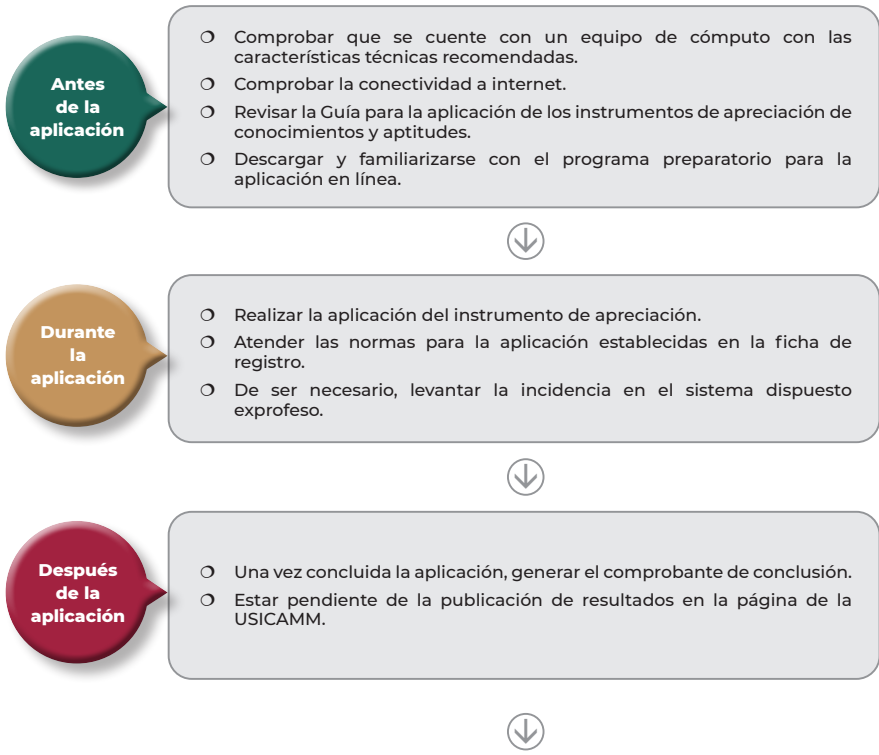 Antes
de la
aplicación
❍ Comprobar que se cuente con un equipo de cómputo con las
características técnicas recomendadas.
❍ Comprobar la conectividad a internet.
❍ Revisar la Guía para la aplicación de los instrumentos de apreciación de
conocimientos y aptitudes.
❍ Descargar y familiarizarse con el programa preparatorio para la
aplicación en línea.
Durante
la
aplicación
❍ Realizar la aplicación del instrumento de apreciación.
❍ Atender las normas para la aplicación establecidas en la ficha de
registro.
❍ De ser necesario, levantar la incidencia en el sistema dispuesto
exprofeso.
Después
de la
aplicación
❍ Una vez concluida la aplicación, generar el comprobante de conclusión.
❍ Estar pendiente de la publicación de resultados en la página de la
USICAMM.